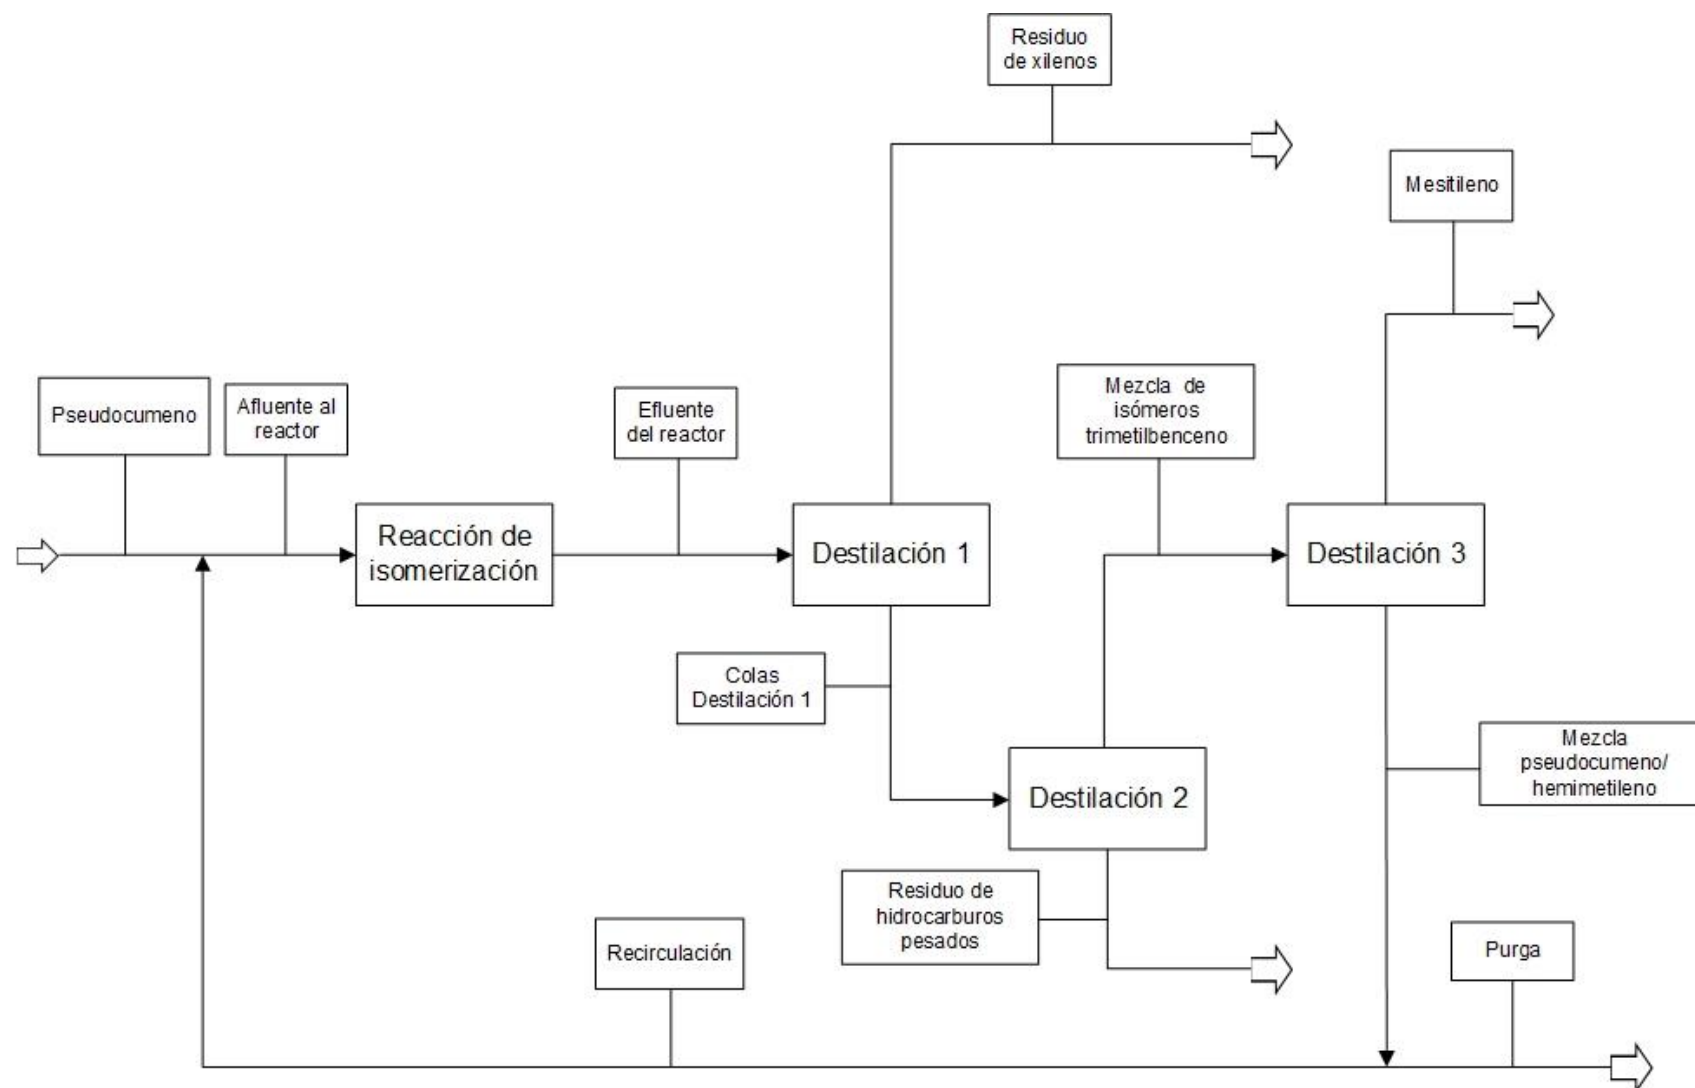 Residuo
de xilenos
Mesitileno
Mezcla de
isómeros
trimetilbenceno
Pseudocumeno
Afluente al
reactor
Efluente
del reactor
Reacción de
isomerización
Destilación 1
Destilación 3
Colas
Destilación 1
Mezcla
pseudocumeno/
hemimetileno
Destilación 2
Residuo de
hidrocarburos
pesados
Recirculación
Purga